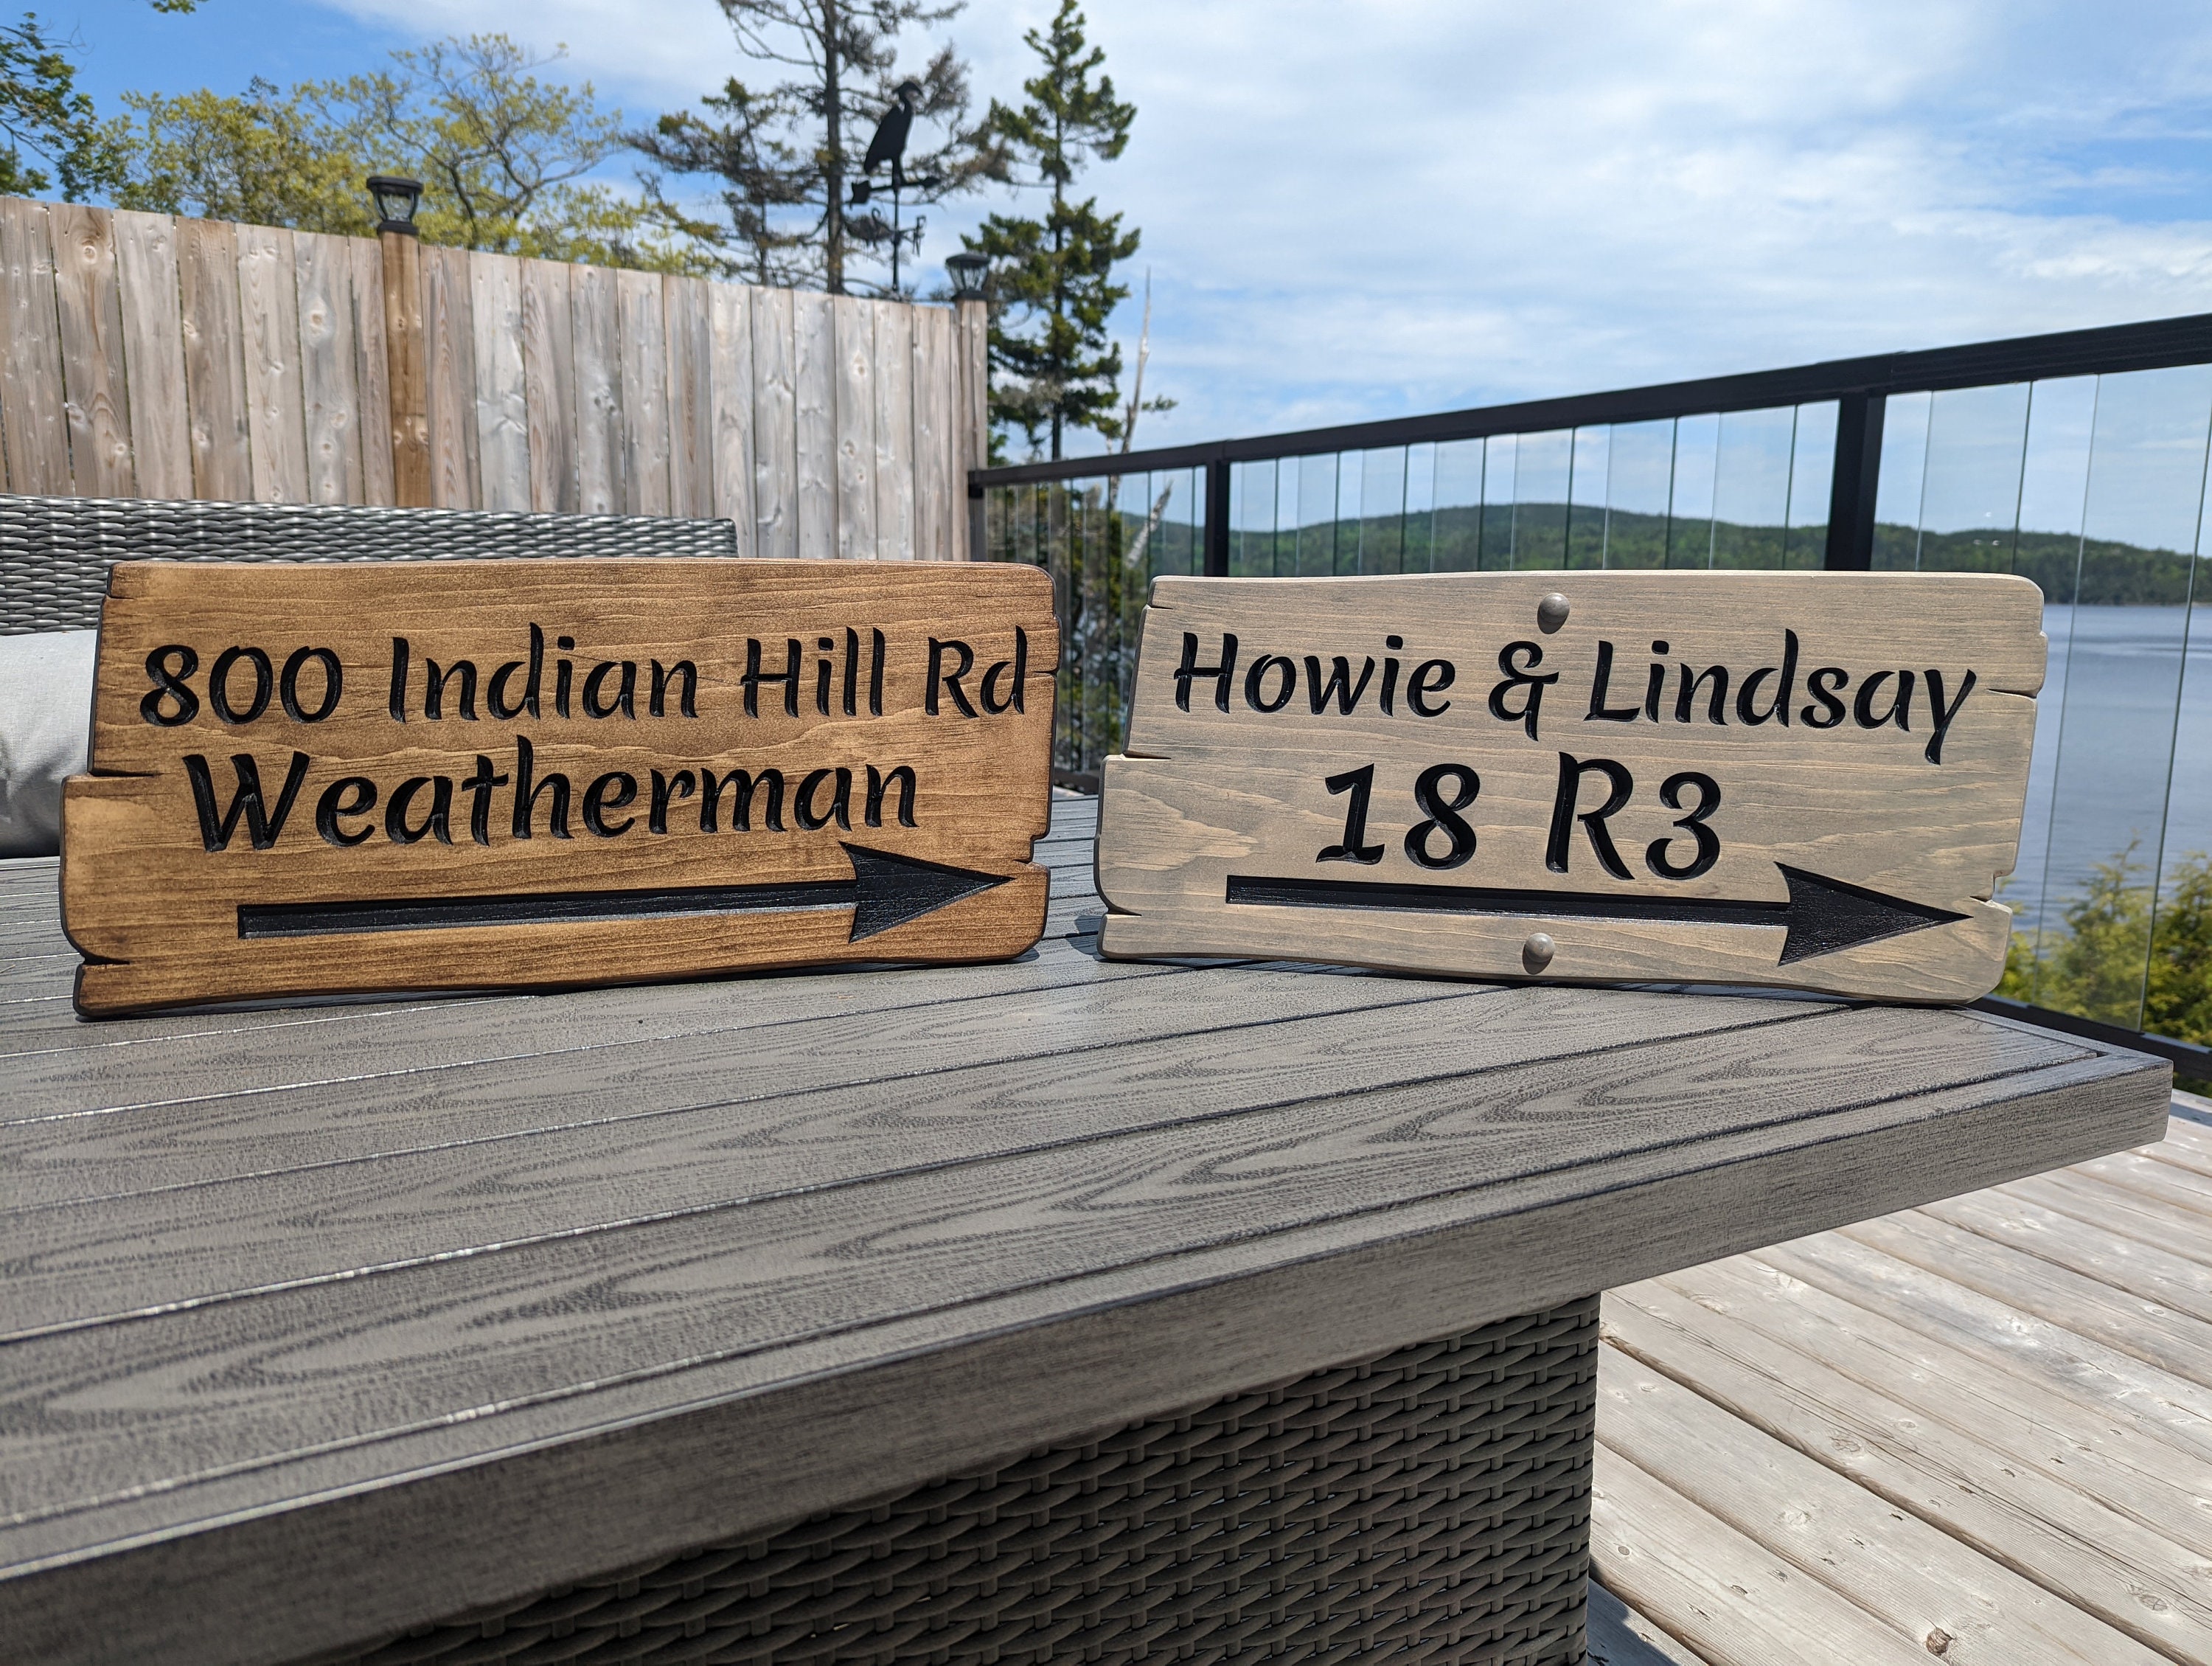 800 Indian Hill Rd
Weatherman
Howie & Lindsay
18 R3